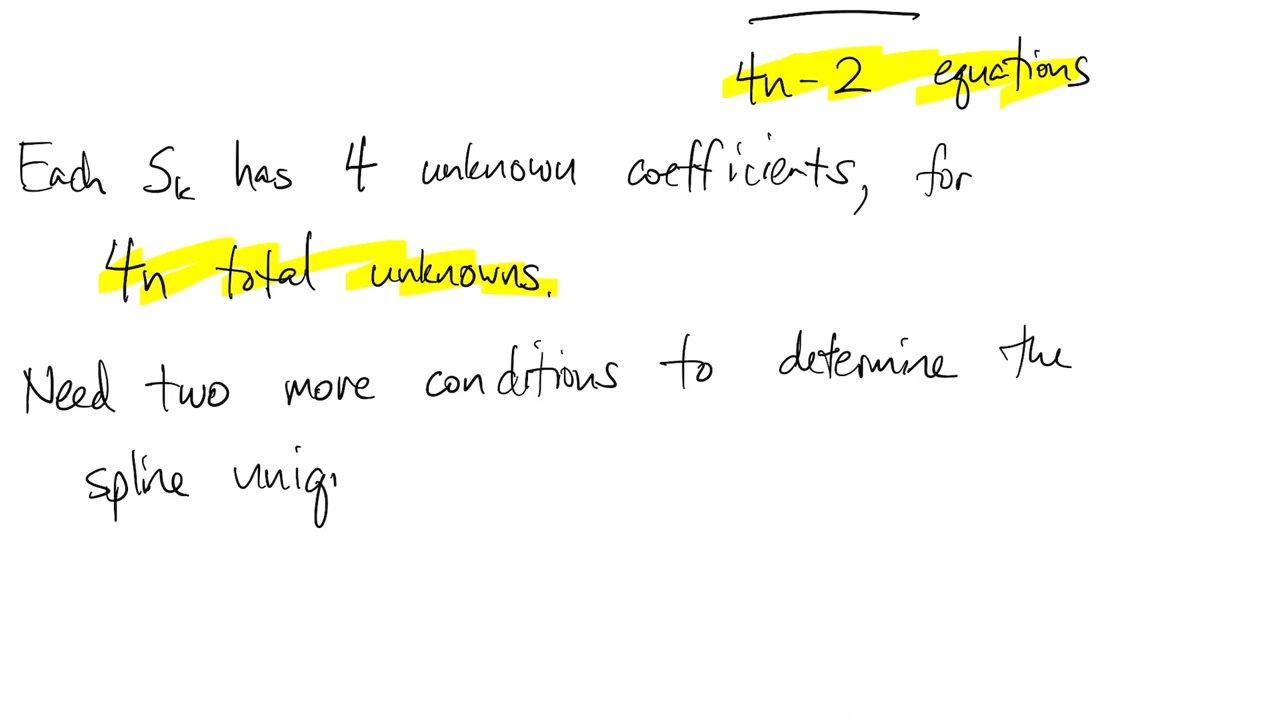 4n - 2 equations
Each Sk has 4 unknown coefficients, for
4n total unknowns.
Need two more conditions to determine the
spline uniq